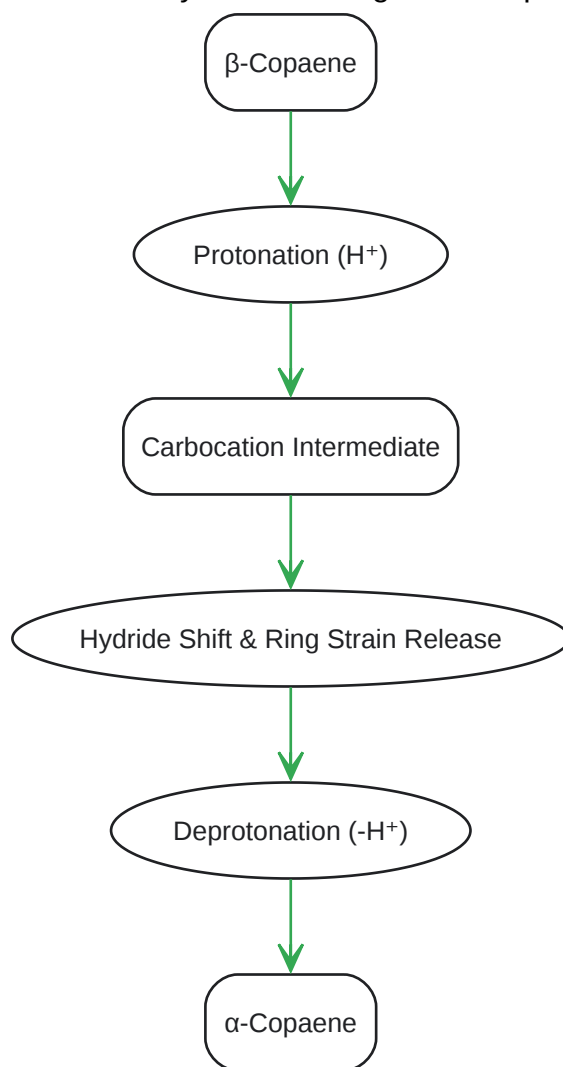 β-Copaene
Protonation (H⁺)
Carbocation Intermediate
Hydride Shift & Ring Strain Release
Deprotonation (-H⁺)
α-Copaene